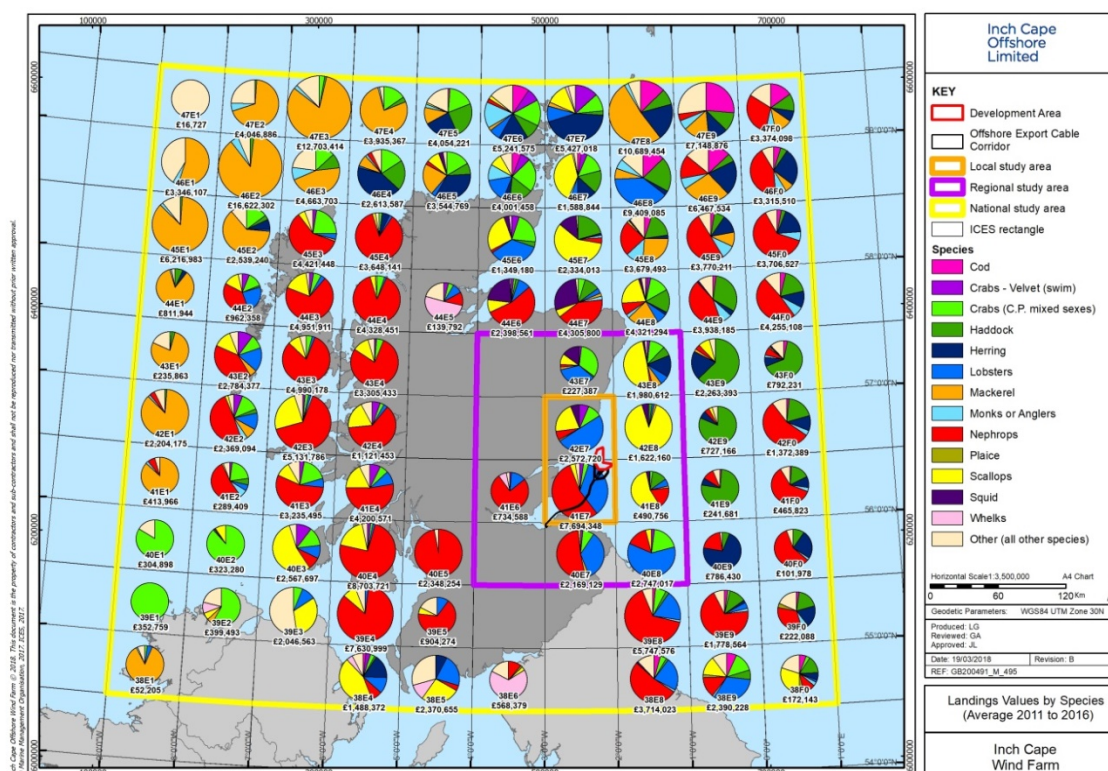 100000 300000 500000 700000
47E1 £16,727
47E2 £4,046,886
47E3 £12,703,414
47E4 £3,935,367
47E5 £4,054,221
47E6 £5,241,575
47E7 £5,427,018
47E8 £10,689,454
47E9 £7,148,876
47F0 £3,374,098
46E1 £3,346,107
46E2 £16,622,302
46E3 £4,663,703
46E4 £2,613,587
46E5 £3,544,769
46E6 £4,001,458
46E7 £1,588,844
46E8 £9,409,085
46E9 £6,467,534
46F0 £3,315,510
45E1 £6,216,983
45E2 £2,539,240
45E3 £4,421,448
45E4 £3,648,141
45E6 £1,349,180
45E7 £2,334,013
45E8 £3,679,493
45E9 £3,770,211
45F0 £3,706,527
44E1 £811,944
44E2 £962,358
44E3 £4,951,911
44E4 £4,328,451
44E5 £139,792
44E6 £2,398,561
44E7 £4,305,800
44E8 £4,321,294
44E9 £3,938,185
44F0 £4,255,108
43E1 £235,863
43E2 £2,784,377
43E3 £4,990,178
43E4 £3,305,433
43E7 £227,387
43E8 £1,980,612
43E9 £2,263,393
43F0 £792,231
42E1 £2,204,175
42E2 £2,369,094
42E3 £5,131,786
42E4 £1,121,453
42E7 £2,572,720
42E8 £1,622,160
42E9 £727,166
42F0 £1,372,389
41E1 £413,966
41E2 £289,409
41E3 £3,235,495
41E4 £4,200,571
41E6 £734,588
41E7 £7,694,348
41E8 £490,756
41E9 £241,681
41F0 £465,823
40E1 £304,898
40E2 £323,280
40E3 £2,567,697
40E4 £8,703,721
40E5 £2,348,254
40E7 £2,169,129
40E8 £2,747,017
40E9 £786,430
40F0 £101,978
39E1 £352,759
39E2 £399,493
39E3 £2,046,563
39E4 £7,630,999
39E5 £904,274
39E8 £5,747,576
39E9 £1,778,564
39F0 £222,088
38E1 £52,205
38E4 £1,488,372
38E5 £2,370,655
38E6 £568,379
38E8 £3,714,023
38E9 £2,390,228
38F0 £172,143
Inch Cape
Offshore
Limited
KEY
Development Area
Offshore Export Cable
Corridor
Local study area
Regional study area
National study area
ICES rectangle
Species
Cod
Crabs - Velvet (swim)
Crabs (C.P. mixed sexes)
Haddock
Herring
Lobsters
Mackerel
Monks or Anglers
Nephrops
Plaice
Scallops
Squid
Whelks
Other (all other species)
Horizontal Scale1:3,500,000 A4 Chart
0 60 120 Km
Geodetic Parameters: WGS84 UTM Zone 30N
Produced: LG
Reviewed: GA
Approved: JL
Date: 19/03/2018 Revision: B
REF: GB200491_M_495
Landings Values by Species
(Average 2011 to 2016)
Inch Cape
Wind Farm